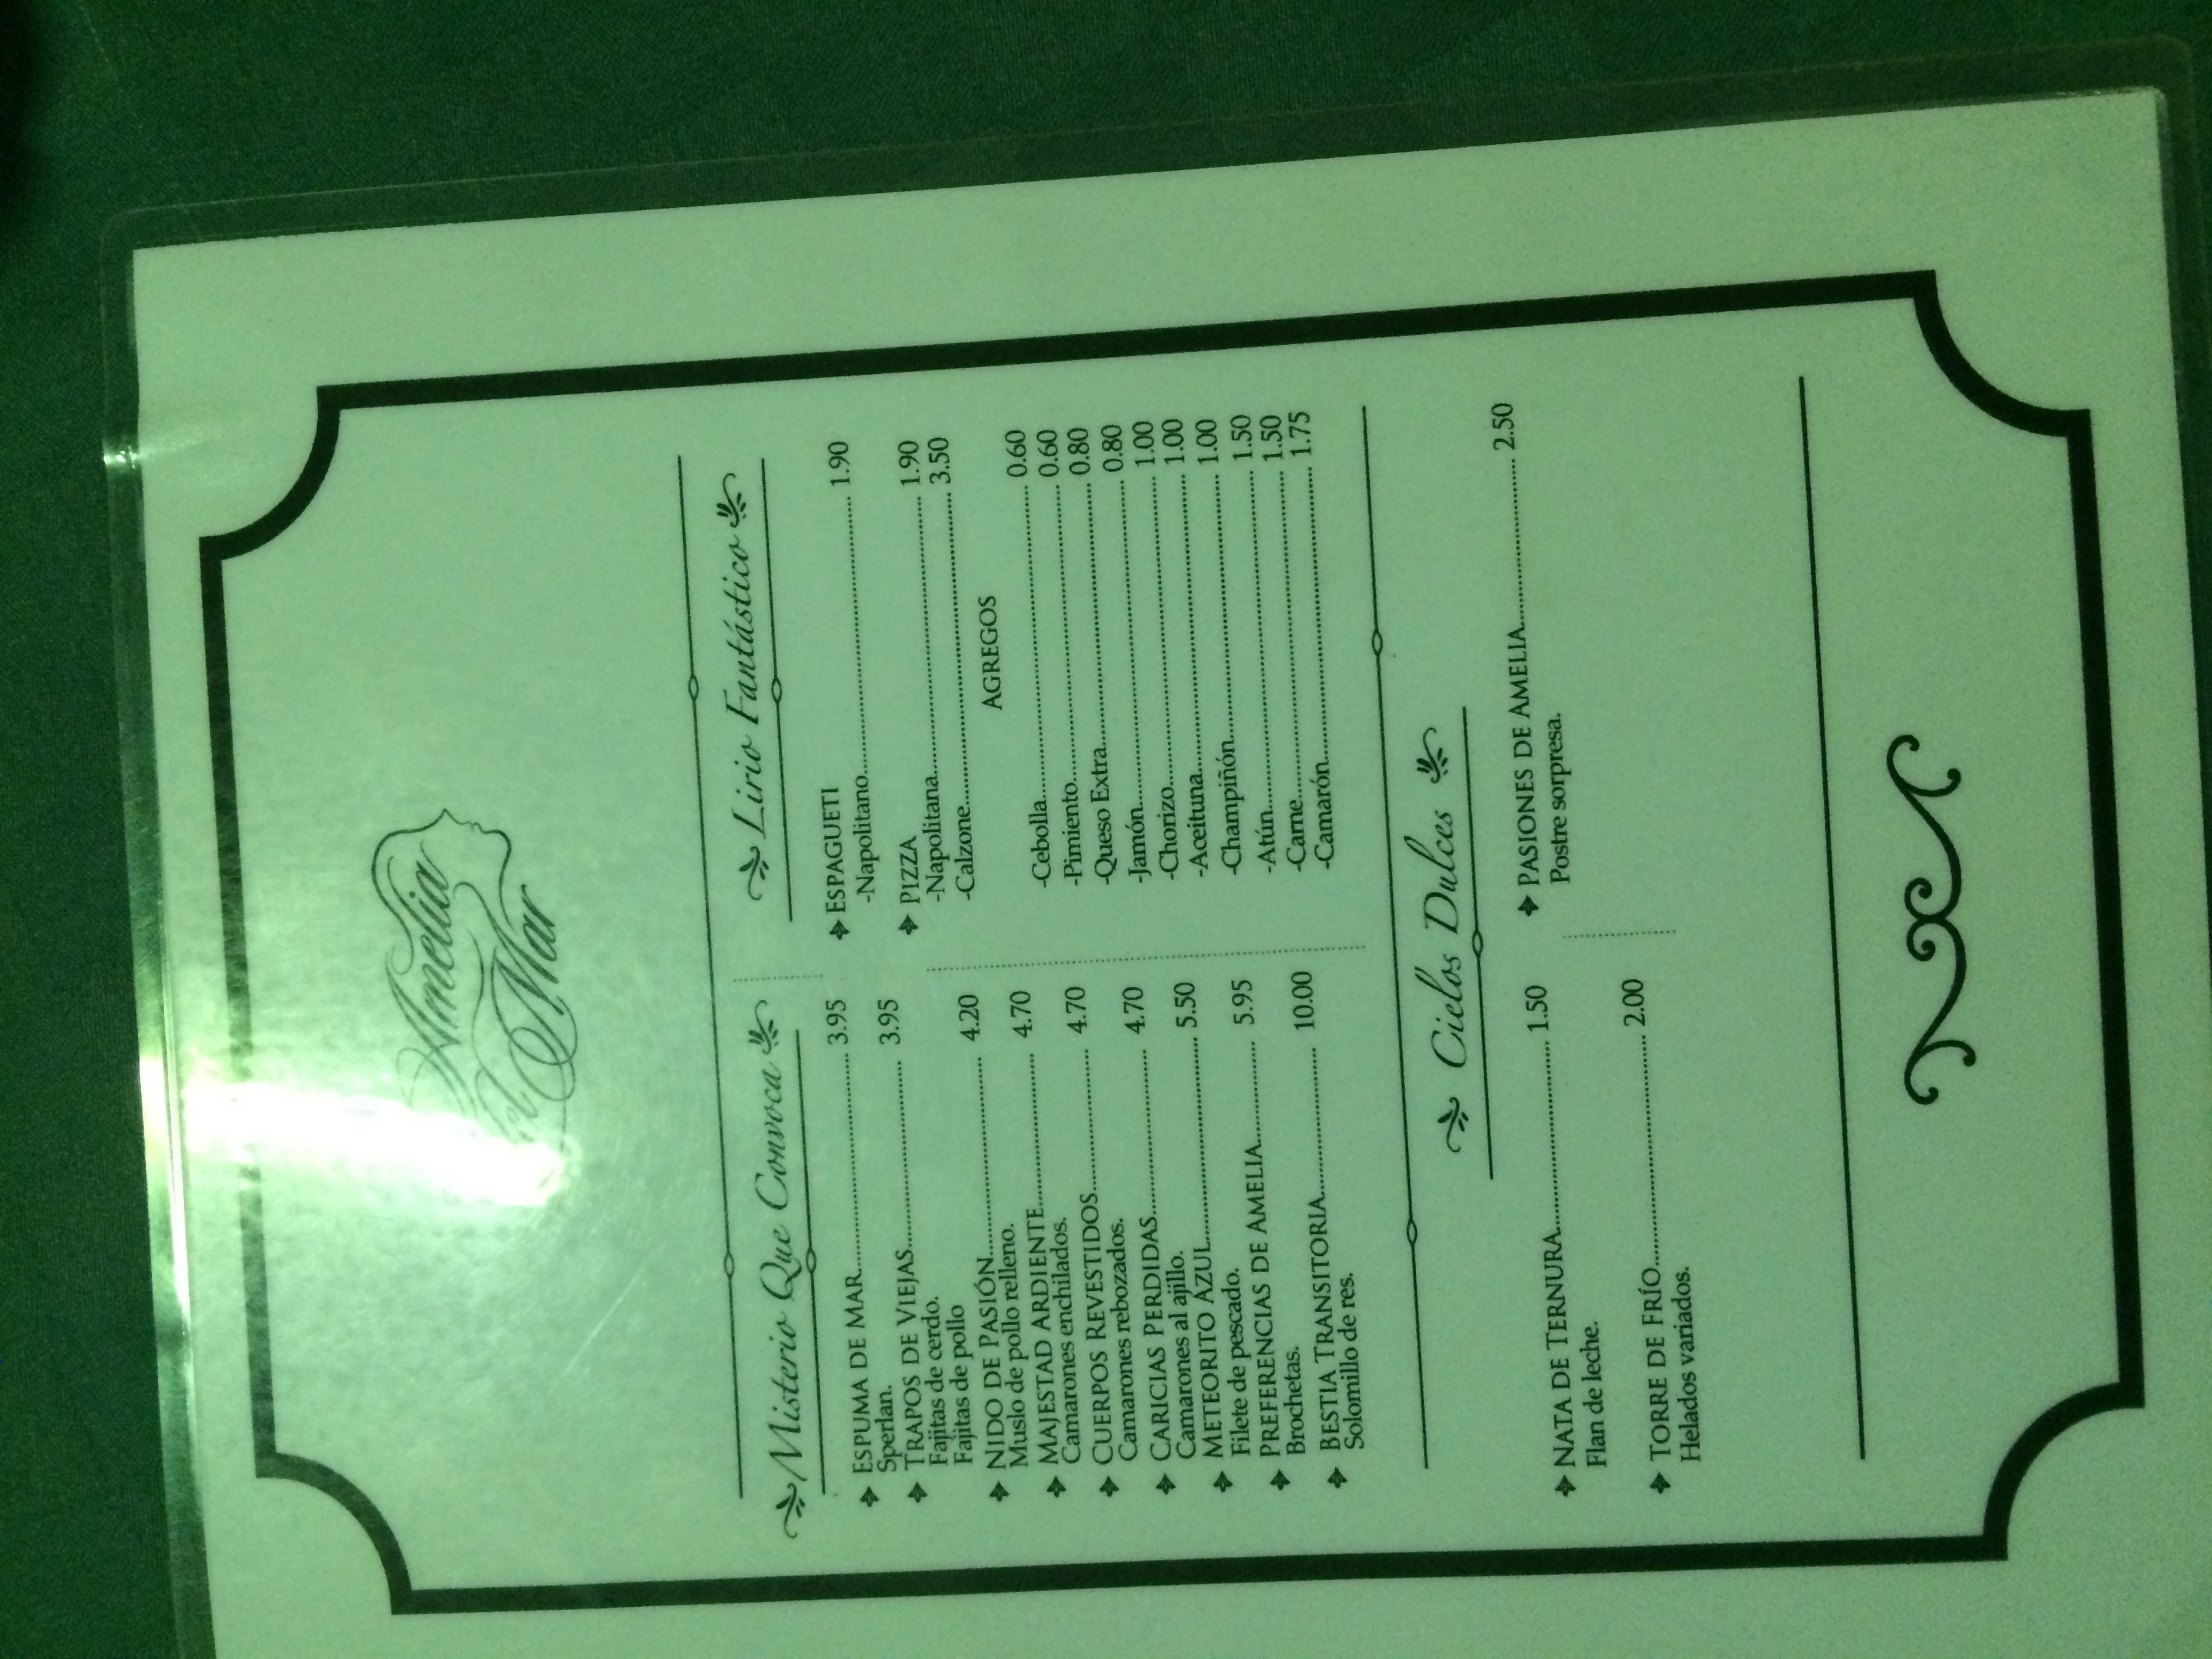 Amelia
del Mar
Misterio Que Convoca
ESPUMA DE MAR............ 3.95
Sperlan.
TRAPOS DE VIEJAS............ 3.95
Fajitas de cerdo.
Fajitas de pollo
NIDO DE PASIÓN............ 4.20
Muslo de pollo relleno.
MAJESTAD ARDIENTE............ 4.70
Camarones enchilados.
CUERPOS REVESTIDOS............ 4.70
Camarones rebozados.
CARICIAS PERDIDAS............ 4.70
Camarones al ajillo.
METEORITO AZUL............ 5.50
Filete de pescado.
PREFERENCIAS DE AMELIA............ 5.95
Brochetas.
BESTIA TRANSITORIA............ 10.00
Solomillo de res.
Lirio Fantástico
ESPAGUETI
-Napolitano............ 1.90
PIZZA
-Napolitana............ 1.90
-Calzone............ 3.50
AGREGOS
-Cebolla............ 0.60
-Pimiento............ 0.60
-Queso Extra............ 0.80
-Jamón............ 0.80
-Chorizo............ 1.00
-Aceituna............ 1.00
-Champiñón............ 1.00
-Atún............ 1.50
-Carne............ 1.50
-Camarón............ 1.75
Cielos Dulces
NATA DE TERNURA............ 1.50
Flan de leche.
TORRE DE FRÍO............ 2.00
Helados variados.
PASIONES DE AMELIA............ 2.50
Postre sorpresa.